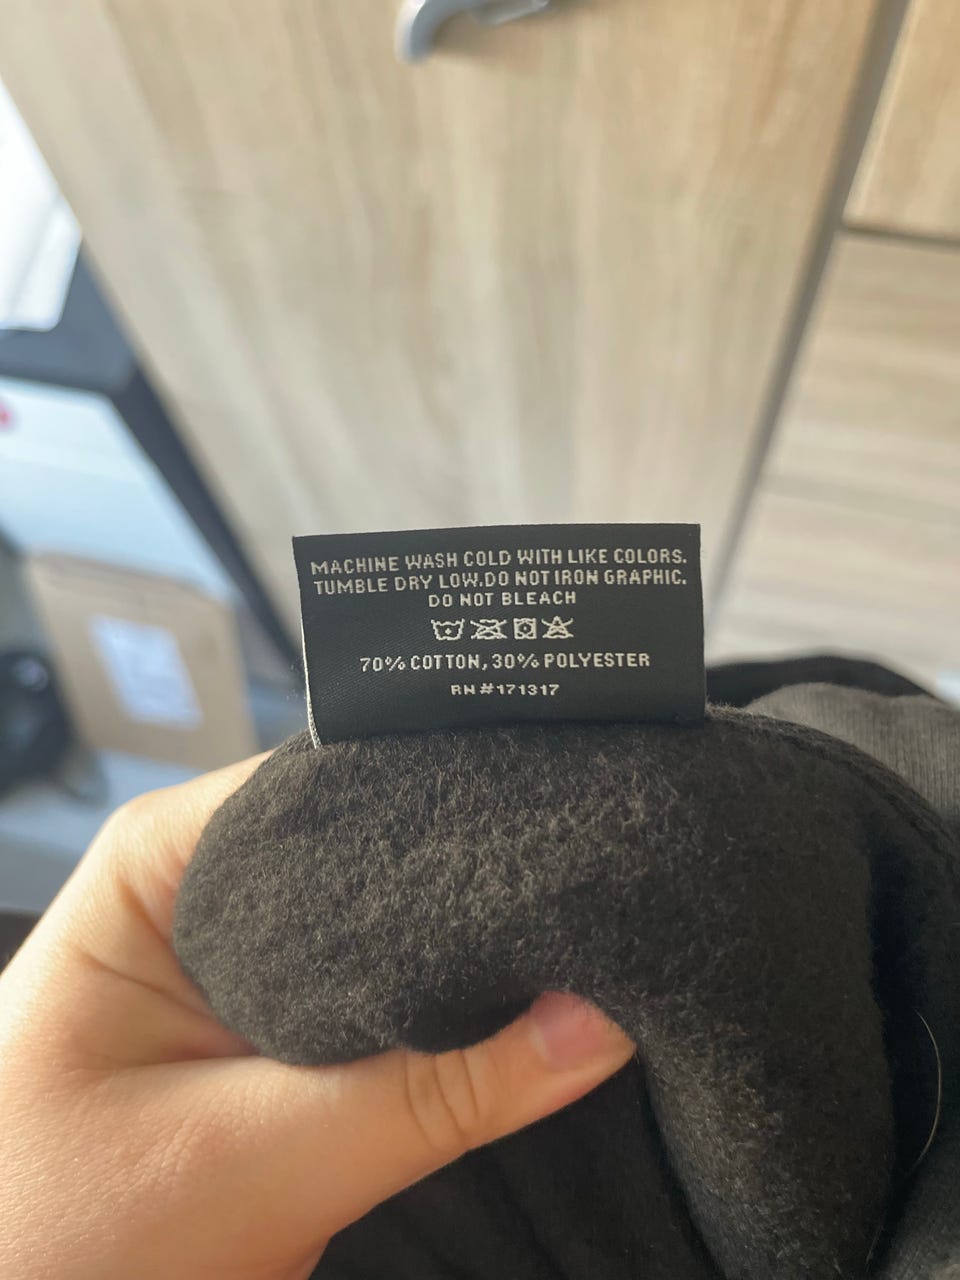 MACHINE WASH COLD WITH LIKE COLORS.
TUMBLE DRY LOW.DO NOT IRON GRAPHIC.
DO NOT BLEACH
70% COTTON, 30% POLYESTER
RN #171317